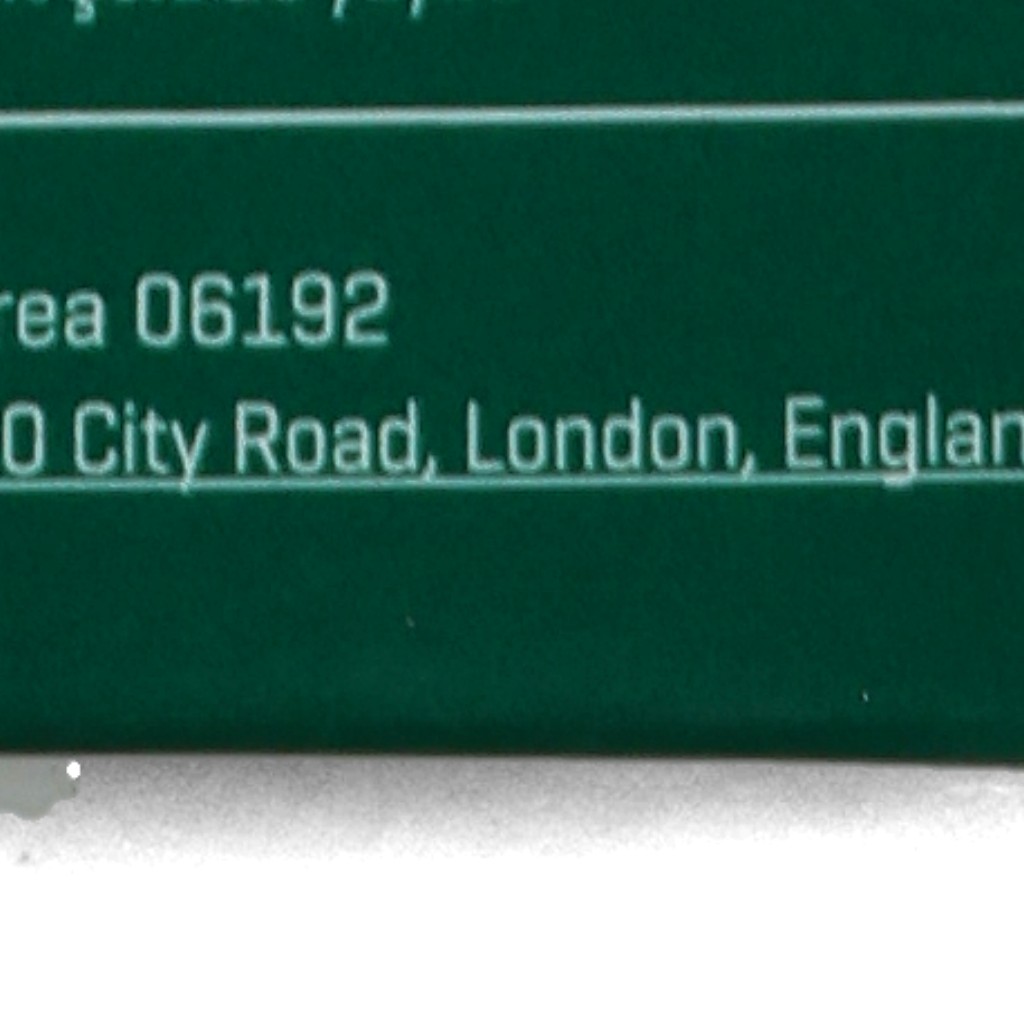 rea 06192
0 City Road, London, Englan